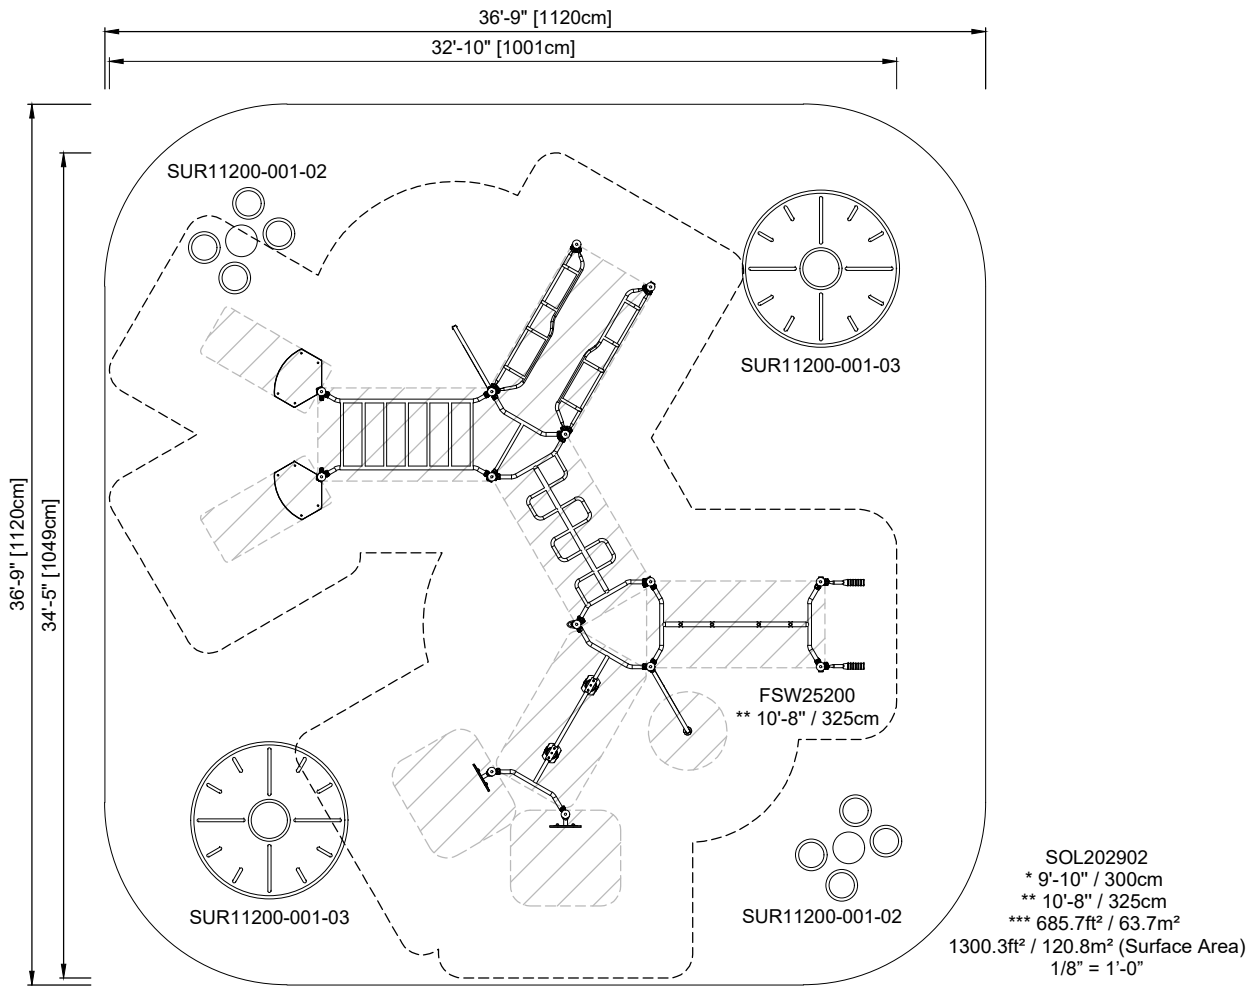 36'-9" [1120cm]
32'-10" [1001cm]
SUR11200-001-02
SUR11200-001-03
36'-9" [1120cm]
34'-5" [1049cm]
FSW25200
** 10'-8" / 325cm
SUR11200-001-03
SUR11200-001-02
SOL202902
* 9'-10" / 300cm
** 10'-8" / 325cm
*** 685.7ft² / 63.7m²
1300.3ft² / 120.8m² (Surface Area)
1/8” = 1’-0”